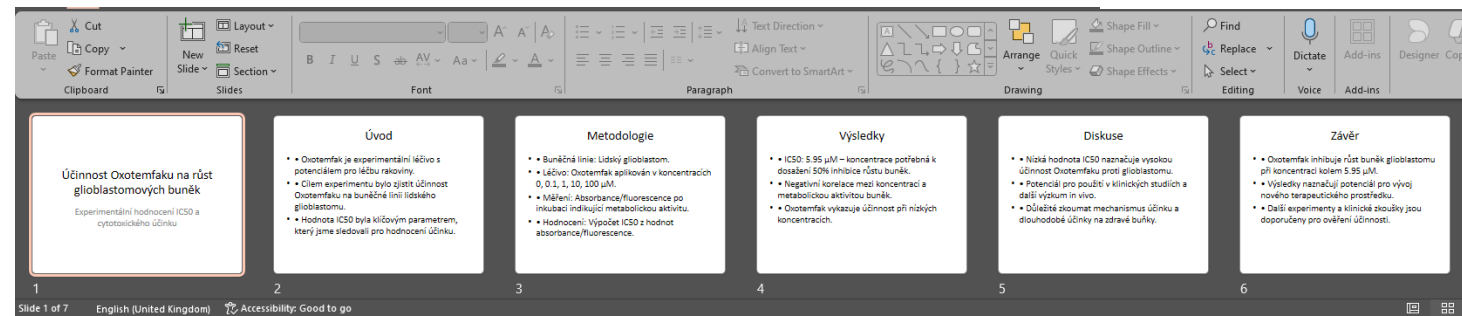 Cut
Layout
Copy
Reset
Paste
New
Slide
Format Painter
Section
Clipboard
Slides
B I U S ab AV Aa A
Font
Text Direction
Align Text
Convert to SmartArt
Paragraph
Arrange
Quick
Styles
Shape Fill
Shape Outline
Shape Effects
Drawing
Find
Replace
Select
Editing
Dictate
Voice
Add-ins
Add-ins
Designer
Účinnost Oxotemfaku na růst
glioblastomových buněk
Experimentální hodnocení IC50 a
cytotoxického účinku
1
Úvod
• • Oxotemfak je experimentální léčivo s
potenciálem pro léčbu rakoviny.
• • Cílem experimentu bylo zjistit účinnost
Oxotemfaku na buněčné linii lidského
glioblastomu.
• • Hodnota IC50 byla klíčovým parametrem,
který jsme sledovali pro hodnocení účinku.
2
Metodologie
• • Buněčná linie: Lidský glioblastom.
• • Léčivo: Oxotemfak aplikován v koncentracích
0, 0.1, 1, 10, 100 µM.
• • Měření: Absorbance/fluorescence po
inkubaci indikující metabolickou aktivitu.
• • Hodnocení: Výpočet IC50 z hodnot
absorbance/fluorescence.
3
Výsledky
• • IC50: 5.95 µM – koncentrace potřebná k
dosažení 50% inhibice růstu buněk.
• • Negativní korelace mezi koncentrací a
metabolickou aktivitou buněk.
• • Oxotemfak vykazuje účinnost při nízkých
koncentracích.
4
Diskuse
• • Nízká hodnota IC50 naznačuje vysokou
účinnost Oxotemfaku proti glioblastomu.
• • Potenciál pro použití v klinických studiích a
další výzkum in vivo.
• • Důležité zkoumat mechanismus účinku a
dlouhodobé účinky na zdravé buňky.
5
Závěr
• • Oxotemfak inhibuje růst buněk glioblastomu
při koncentraci kolem 5.95 µM.
• • Výsledky naznačují potenciál pro vývoj
nového terapeutického prostředku.
• • Další experimenty a klinické zkoušky jsou
doporučeny pro ověření účinnosti.
6
Slide 1 of 7
English (United Kingdom)
Accessibility: Good to go